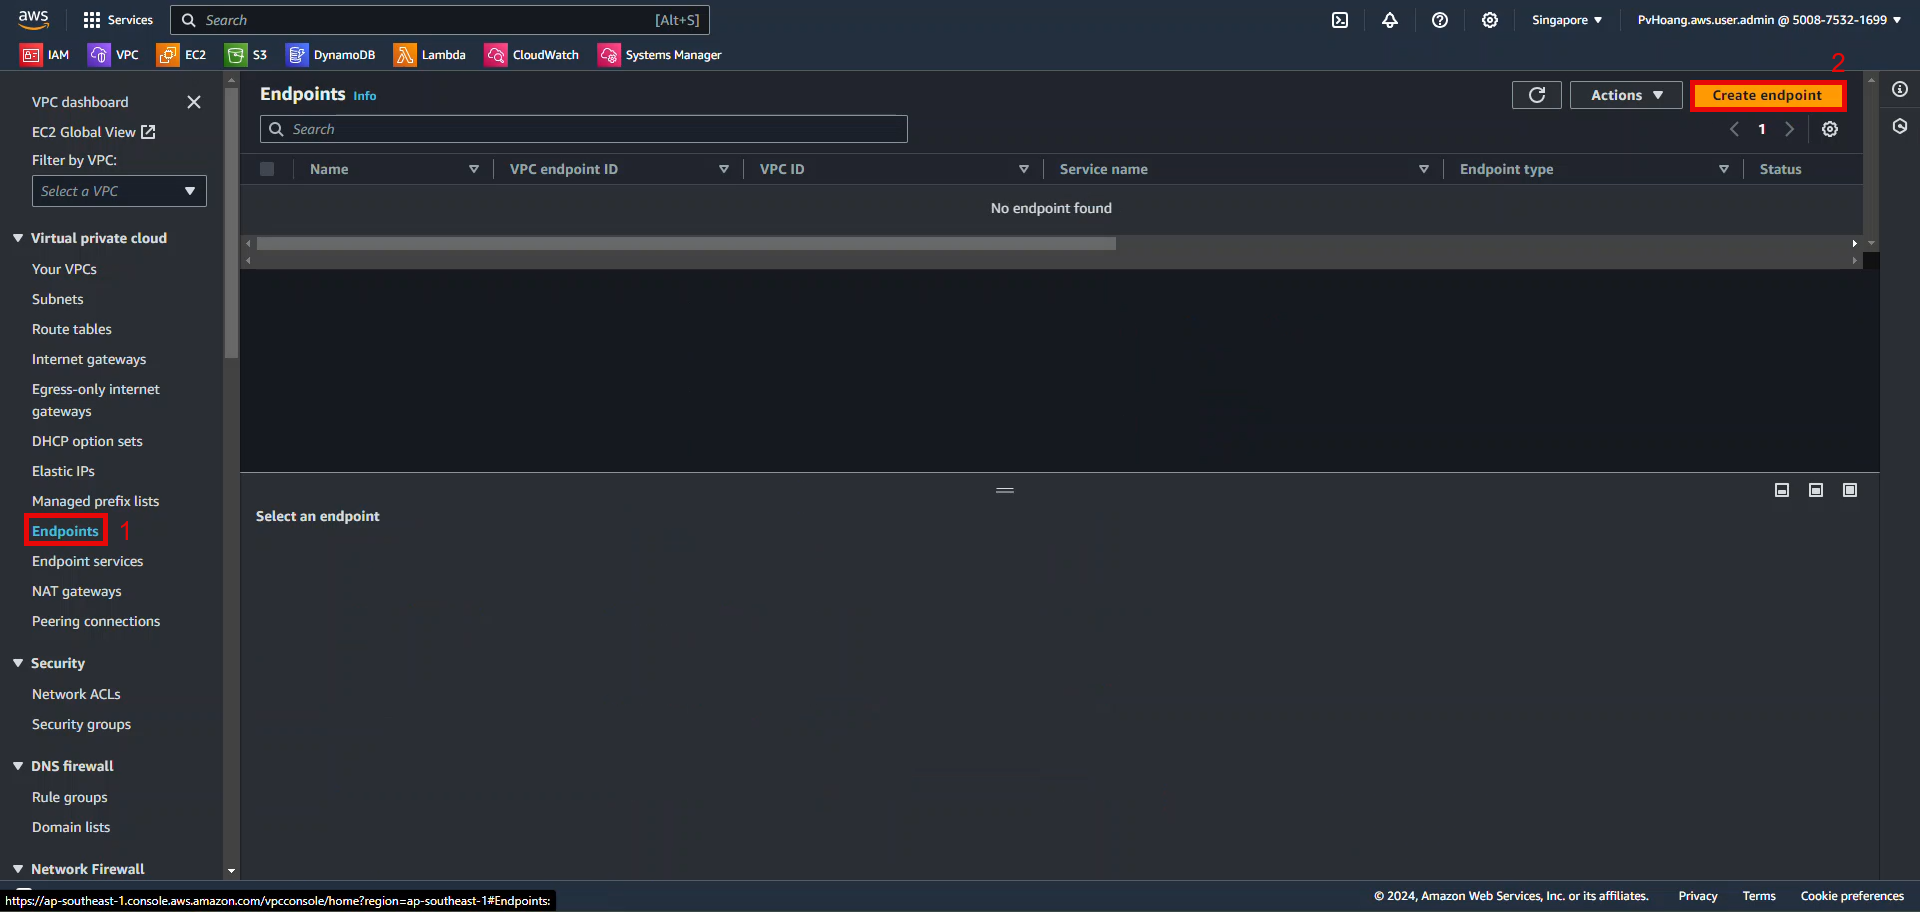 aws
Services
Search
[Alt+S]
Singapore
PvHoang.aws.user.admin @ 5008-7532-1699
IAM
VPC
EC2
S3
DynamoDB
Lambda
CloudWatch
Systems Manager
2
VPC dashboard
EC2 Global View
Filter by VPC:
Select a VPC
Virtual private cloud
Your VPCs
Subnets
Route tables
Internet gateways
Egress-only internet
gateways
DHCP option sets
Elastic IPs
Managed prefix lists
Endpoints
1
Endpoint services
NAT gateways
Peering connections
Security
Network ACLs
Security groups
DNS firewall
Rule groups
Domain lists
Network Firewall
Endpoints Info
Actions
Create endpoint
Search
1
Name
VPC endpoint ID
VPC ID
Service name
Endpoint type
Status
No endpoint found
Select an endpoint
https://ap-southeast-1.console.aws.amazon.com/vpcconsole/home?region=ap-southeast-1#Endpoints:
© 2024, Amazon Web Services, Inc. or its affiliates.
Privacy
Terms
Cookie preferences